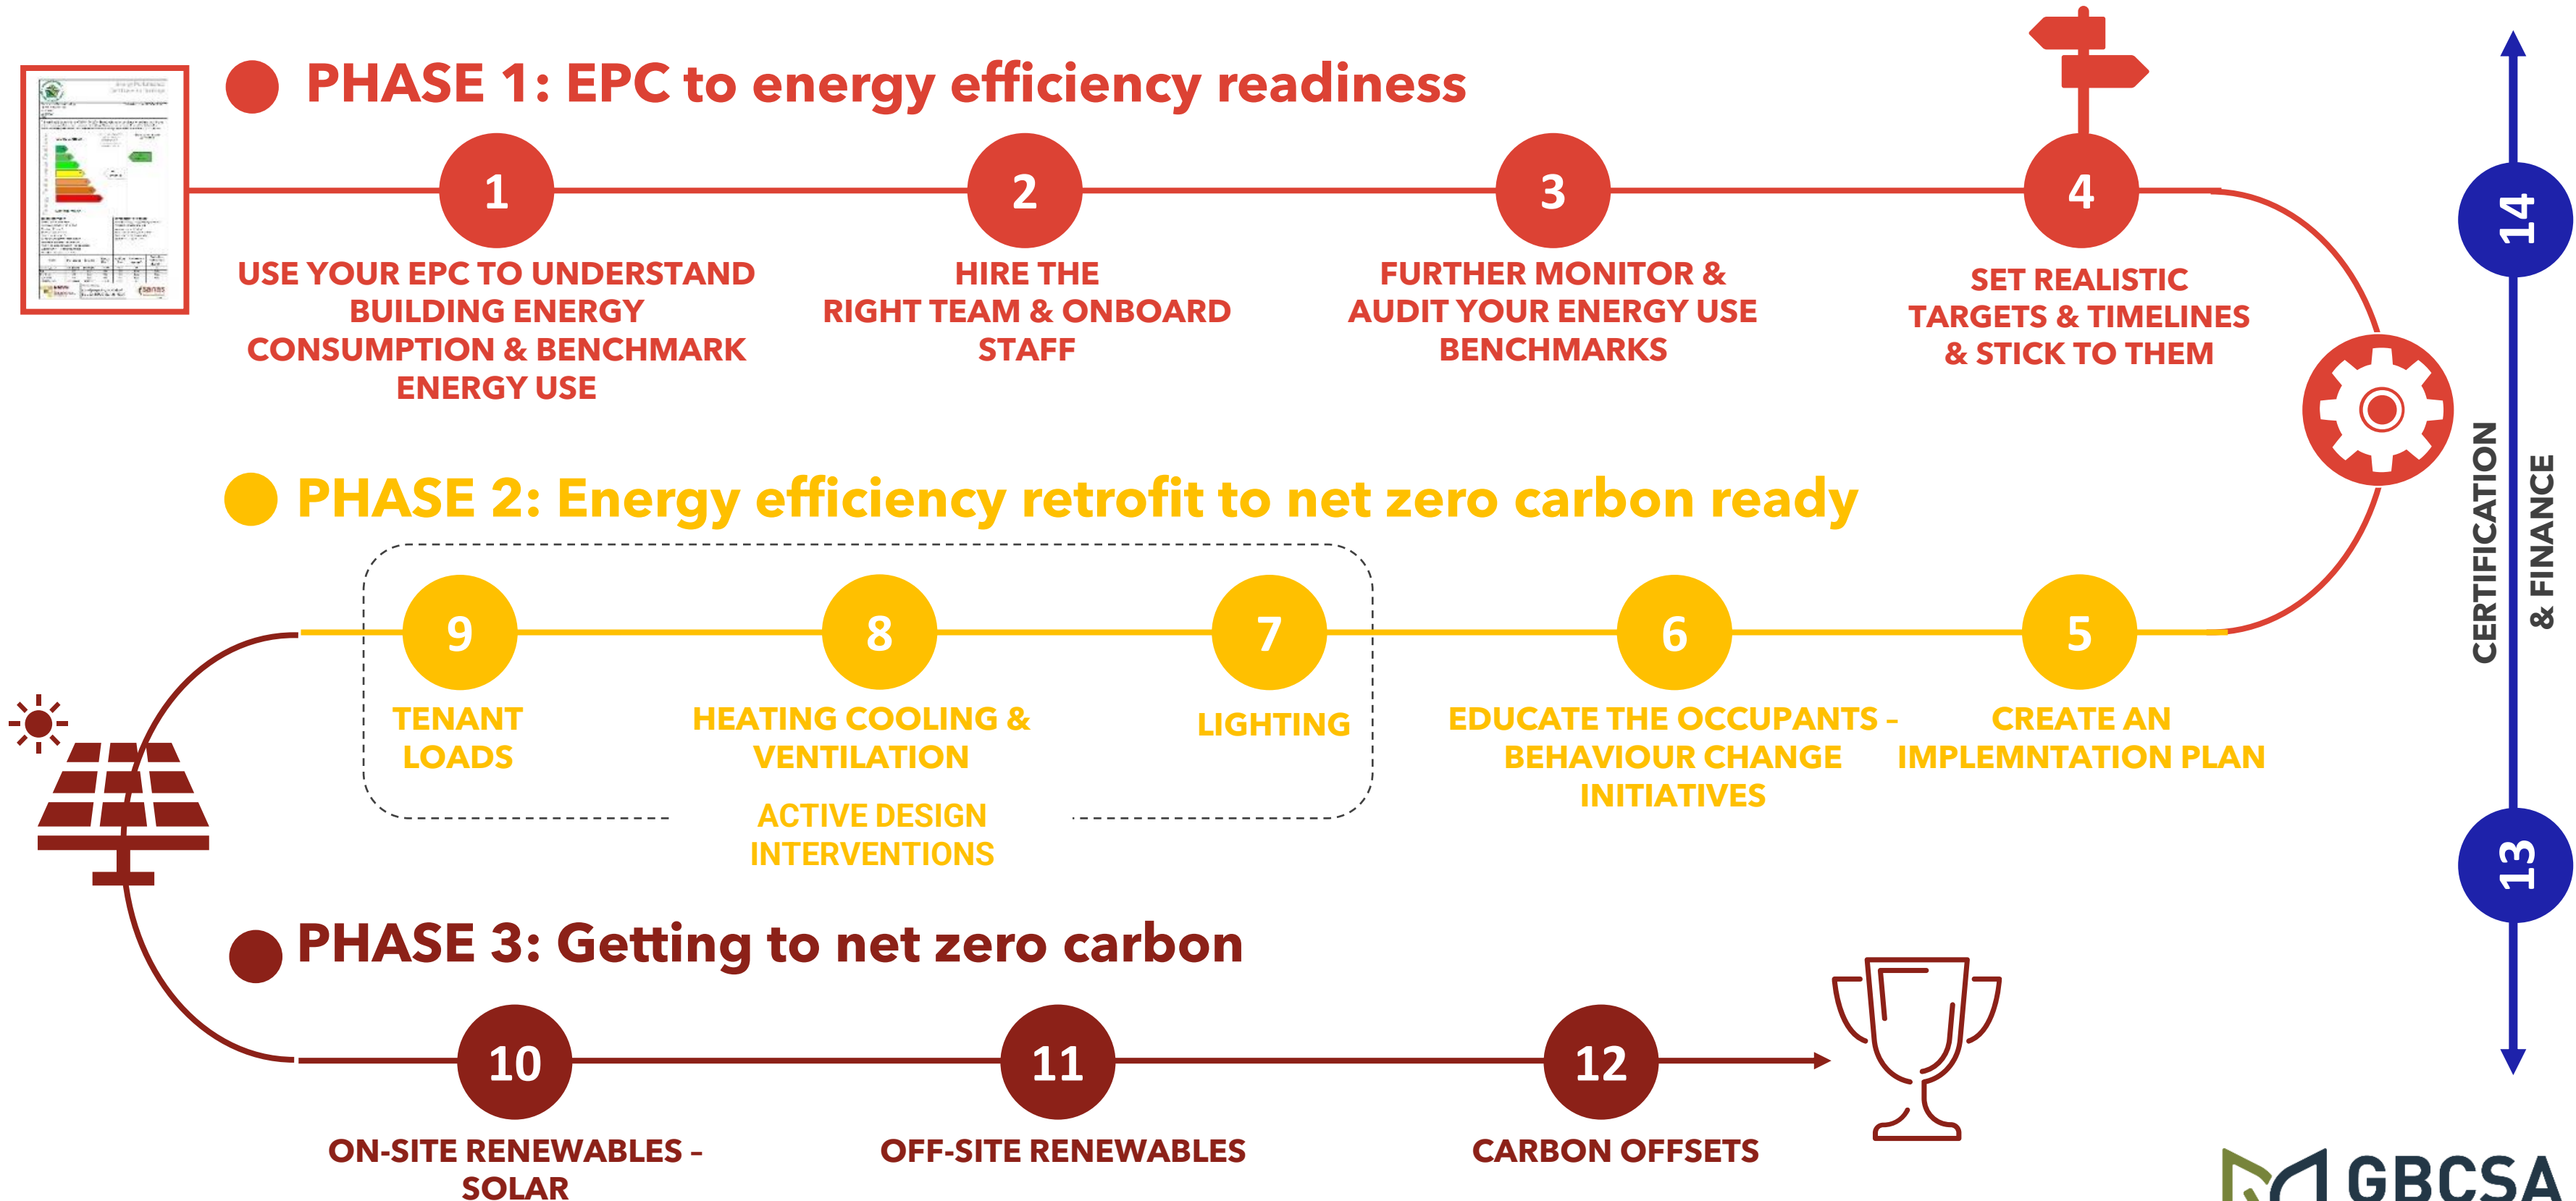 PHASE 1: EPC to energy efficiency readiness
1
2
3
4
USE YOUR EPC TO UNDERSTAND
BUILDING ENERGY
CONSUMPTION & BENCHMARK
ENERGY USE
HIRE THE
RIGHT TEAM & ONBOARD
STAFF
FURTHER MONITOR &
AUDIT YOUR ENERGY USE
BENCHMARKS
SET REALISTIC
TARGETS & TIMELINES
& STICK TO THEM
PHASE 2: Energy efficiency retrofit to net zero carbon ready
9
8
7
6
5
TENANT
LOADS
HEATING COOLING &
VENTILATION
ACTIVE DESIGN
INTERVENTIONS
LIGHTING
EDUCATE THE OCCUPANTS –
BEHAVIOUR CHANGE
INITIATIVES
CREATE AN
IMPLEMNTATION PLAN
PHASE 3: Getting to net zero carbon
10
11
12
ON-SITE RENEWABLES –
SOLAR
OFF-SITE RENEWABLES
CARBON OFFSETS
14
CERTIFICATION
& FINANCE
13
GBCSA